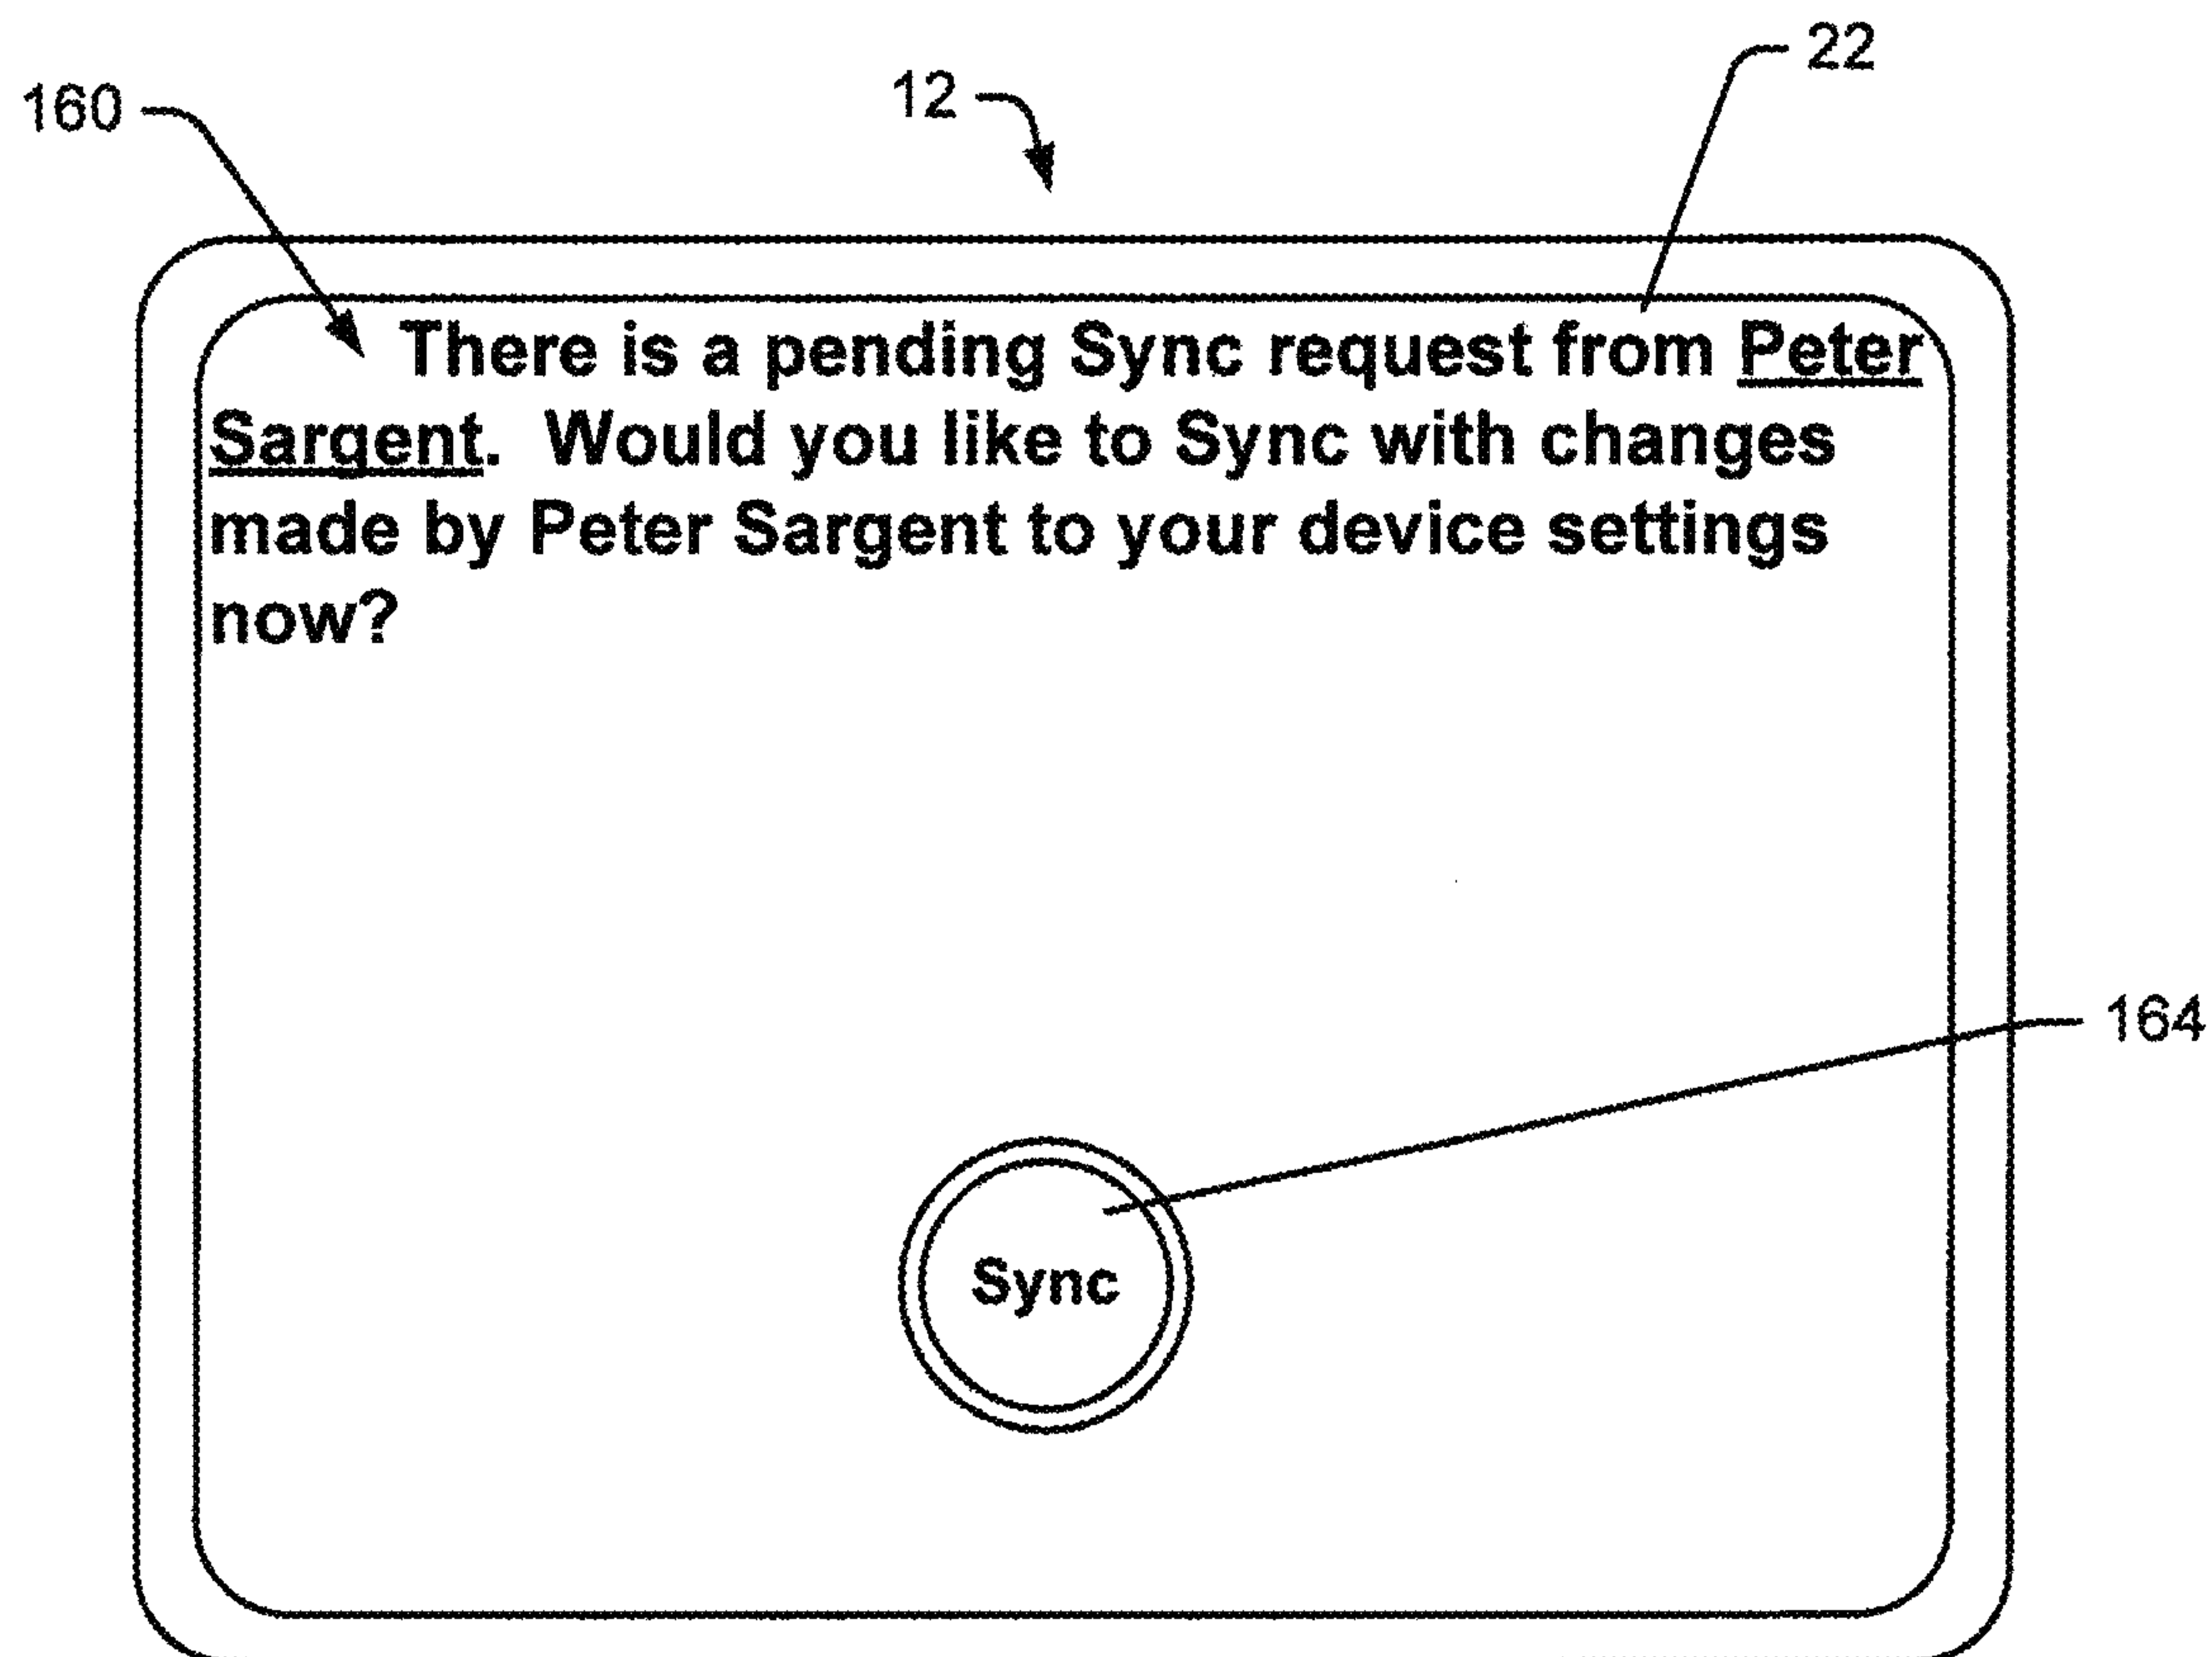 22
12
160
There is a pending Sync request from Peter
Sargent. Would you like to Sync with changes
made by Peter Sargent to your device settings
now?
164
Sync